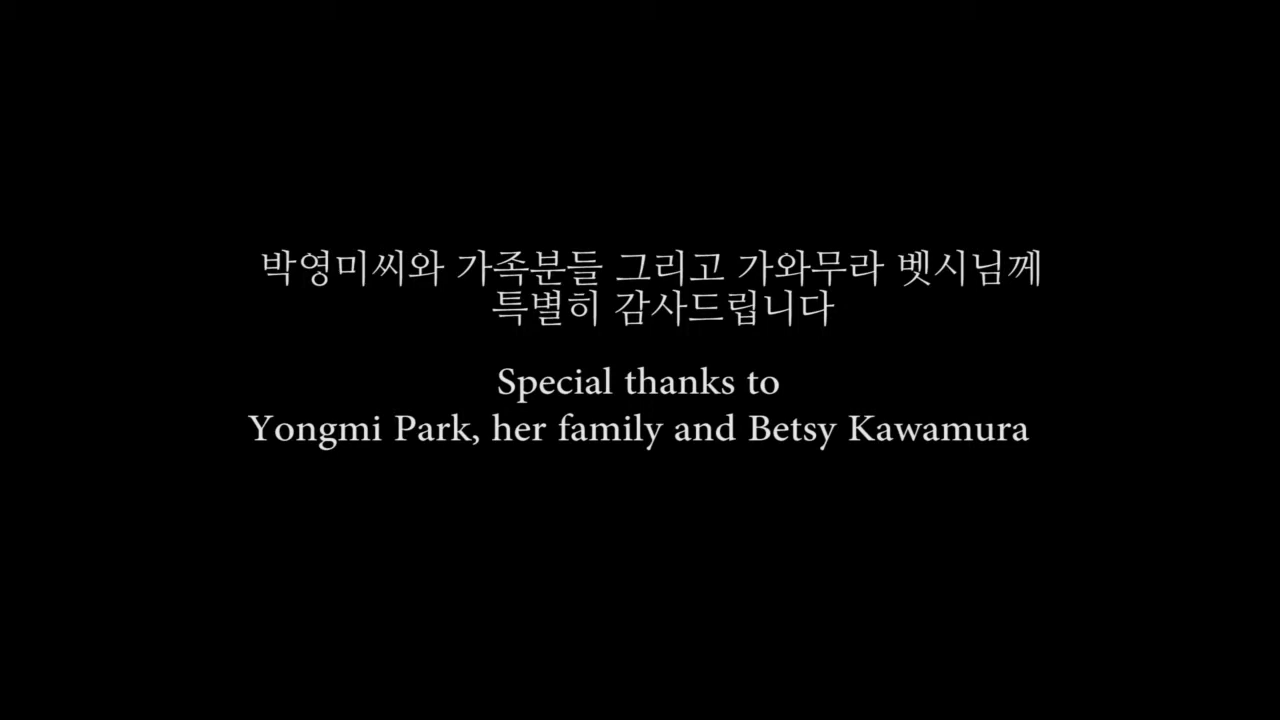 박영미씨와 가족분들 그리고 가와무라 벳시님께
특별히 감사드립니다
Special thanks to
Yongmi Park, her family and Betsy Kawamura